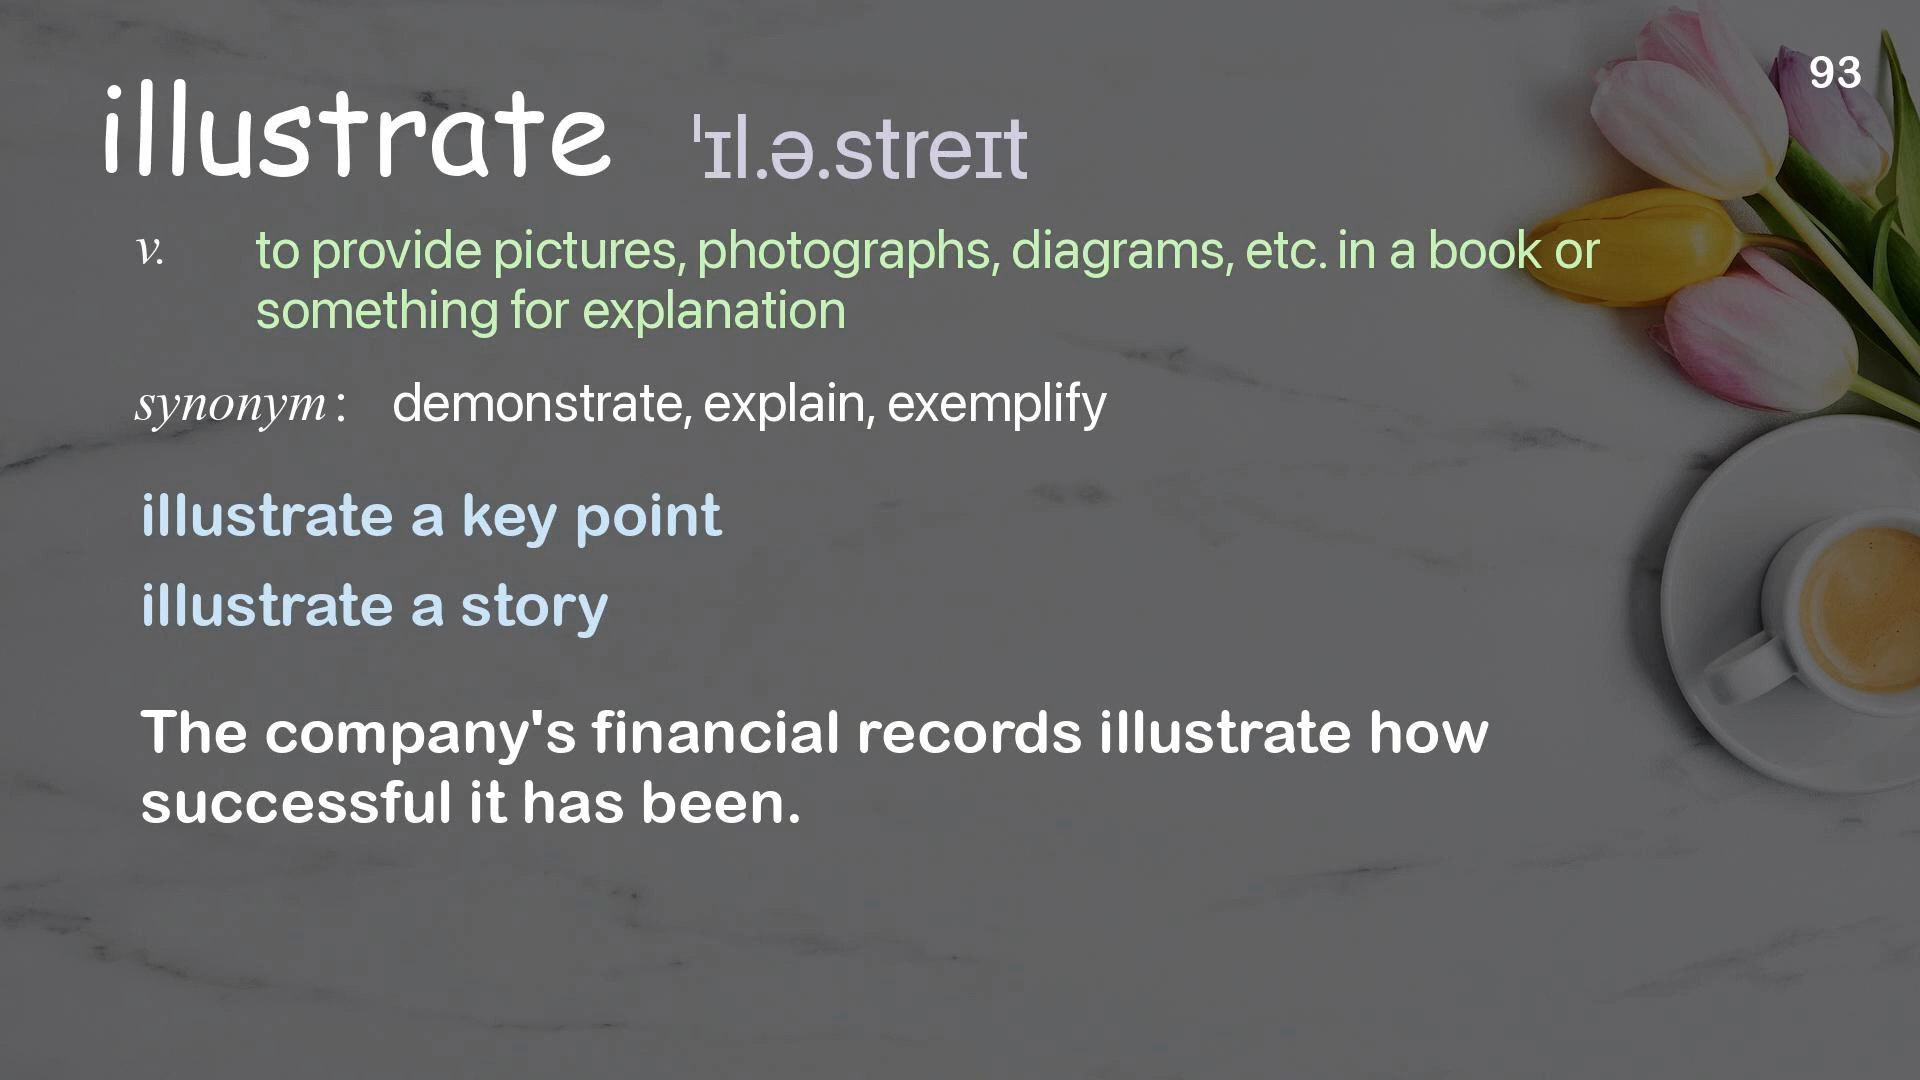 93
illustrate ˈɪl.ə.streɪt
v. to provide pictures, photographs, diagrams, etc. in a book or
something for explanation
synonym : demonstrate, explain, exemplify
illustrate a key point
illustrate a story
The company's financial records illustrate how
successful it has been.